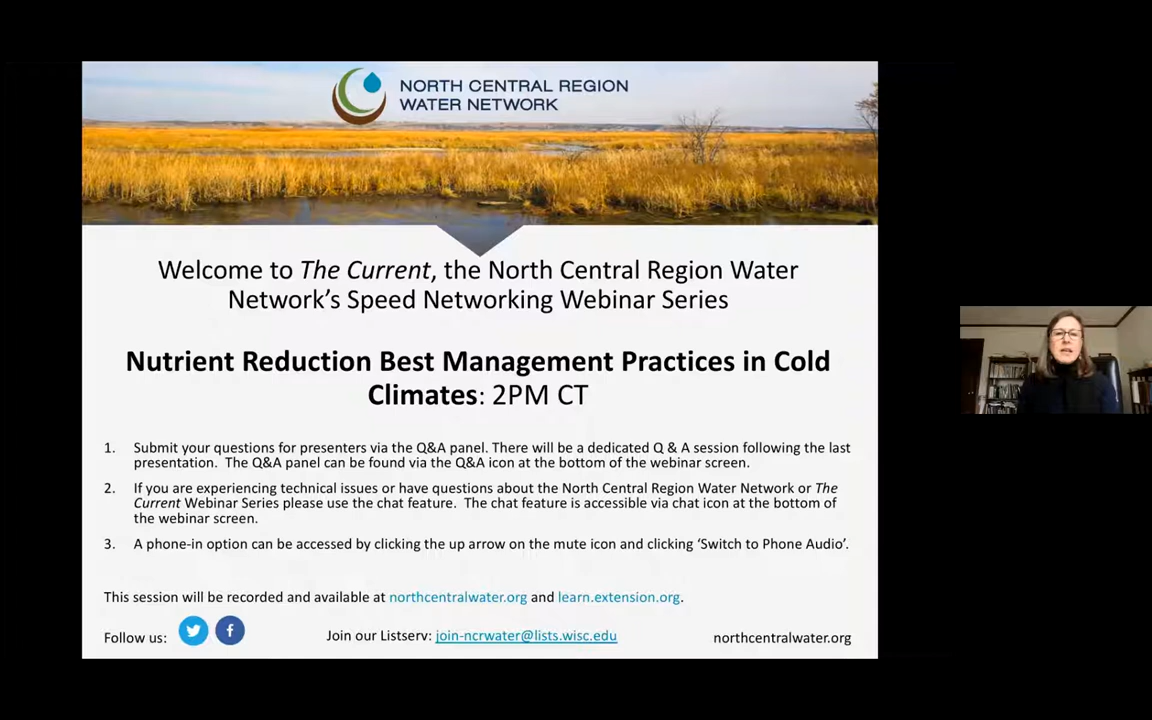 NORTH CENTRAL REGION
WATER NETWORK
Welcome to The Current, the North Central Region Water
Network's Speed Networking Webinar Series
Nutrient Reduction Best Management Practices in Cold
Climates: 2PM CT
1. Submit your questions for presenters via the Q&A panel. There will be a dedicated Q & A session following the last
presentation. The Q&A panel can be found via the Q&A icon at the bottom of the webinar screen.
2. If you are experiencing technical issues or have questions about the North Central Region Water Network or The
Current Webinar Series please use the chat feature. The chat feature is accessible via chat icon at the bottom of
the webinar screen.
3. A phone-in option can be accessed by clicking the up arrow on the mute icon and clicking ‘Switch to Phone Audio’.
This session will be recorded and available at northcentralwater.org and learn.extension.org.
Follow us: Join our Listserv: join-ncrwater@lists.wisc.edu northcentralwater.org